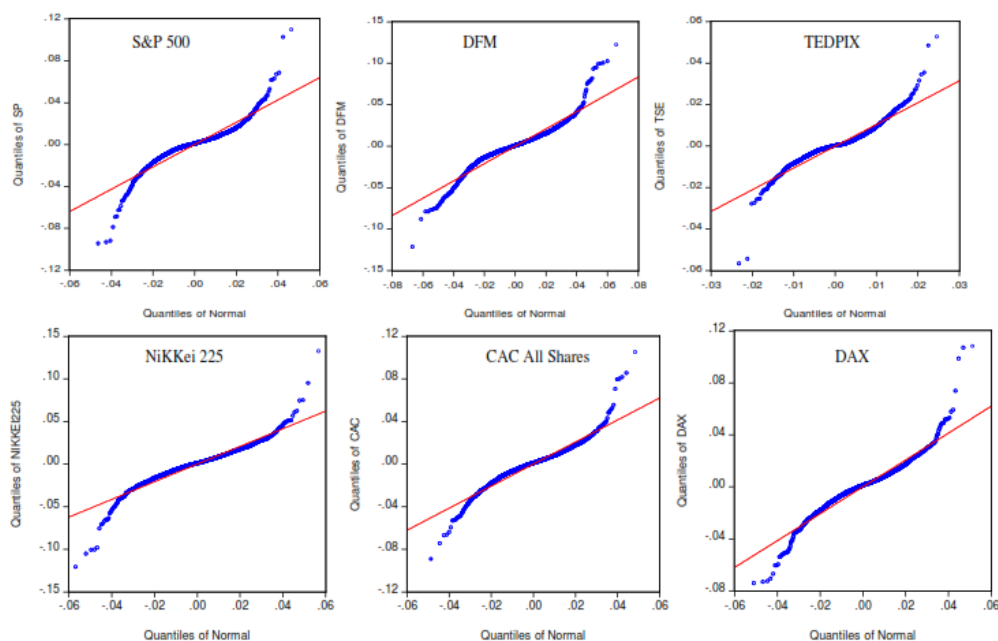 S&P 500
Quantiles of SP
.12
.08
.04
.00
-.04
-.08
-.12
-.06 -.04 -.02 .00 .02 .04 .06
Quantiles of Normal
DFM
Quantiles of DFM
.15
.10
.05
.00
-.05
-.10
-.15
-.08 -.06 -.04 -.02 .00 .02 .04 .06 .08
Quantiles of Normal
TEDPIX
Quantiles of TSE
.06
.04
.02
.00
-.02
-.04
-.06
-.03 -.02 -.01 .00 .01 .02 .03
Quantiles of Normal
NiKKei 225
Quantiles of NIKKEI225
.15
.10
.05
.00
-.05
-.10
-.15
-.06 -.04 -.02 .00 .02 .04 .06
Quantiles of Normal
CAC All Shares
Quantiles of CAC
.12
.08
.04
.00
-.04
-.08
-.12
-.06 -.04 -.02 .00 .02 .04 .06
Quantiles of Normal
DAX
Quantiles of DAX
.12
.08
.04
.00
-.04
-.08
-.06 -.04 -.02 .00 .02 .04 .06
Quantiles of Normal